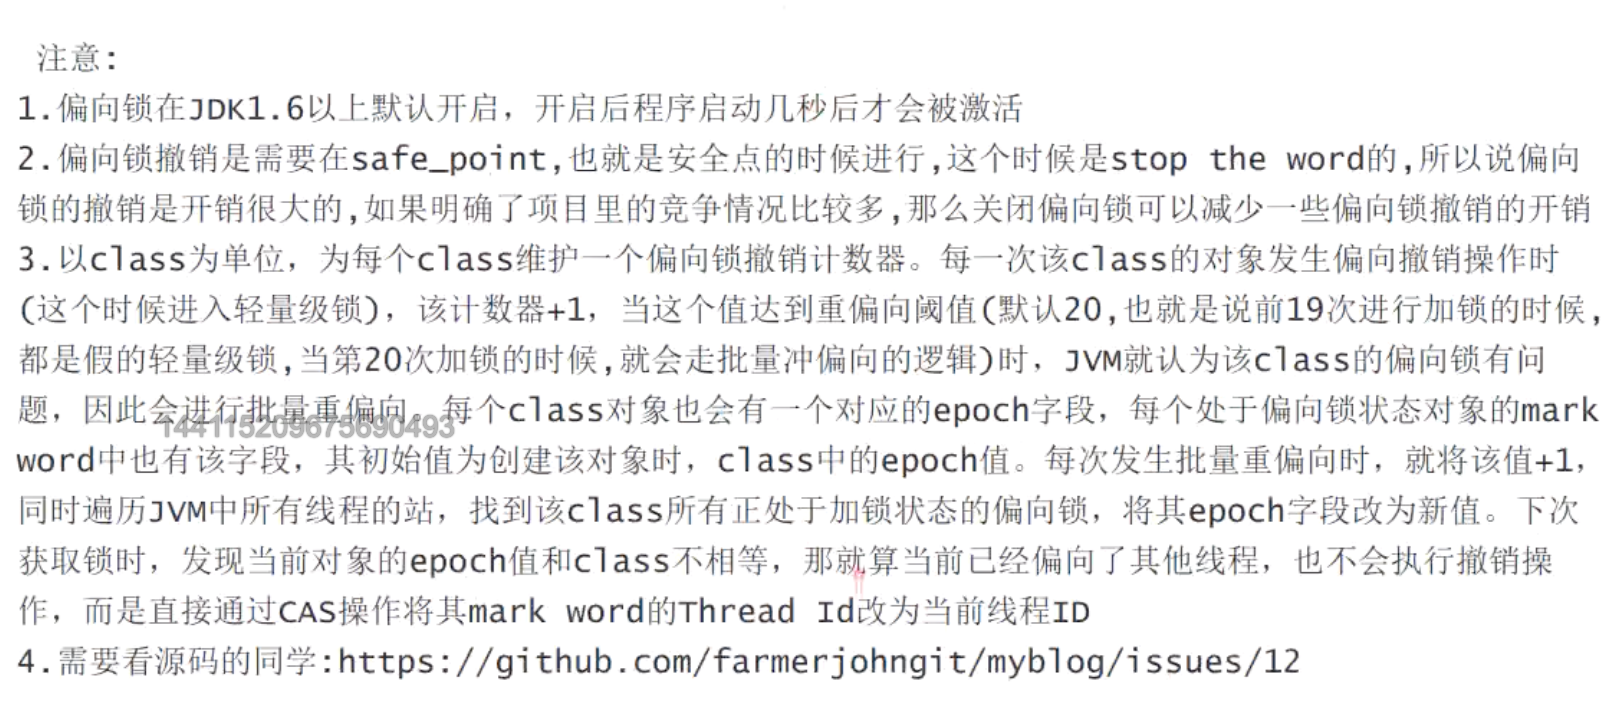 注意:
1.偏向锁在JDK1.6以上默认开启，开启后程序启动几秒后才会被激活
2.偏向锁撤销是需要在safe_point,也就是安全点的时候进行,这个时候是stop the word的,所以说偏向
锁的撤销是开销很大的,如果明确了项目里的竞争情况比较多,那么关闭偏向锁可以减少一些偏向锁撤销的开销
3.以class为单位，为每个class维护一个偏向锁撤销计数器。每一次该class的对象发生偏向撤销操作时
(这个时候进入轻量级锁)，该计数器+1，当这个值达到重偏向阈值(默认20,也就是说前19次进行加锁的时候,
都是假的轻量级锁,当第20次加锁的时候,就会走批量冲偏向的逻辑)时，JVM就认为该class的偏向锁有问
题，因此会进行批量重偏向。每个class对象也会有一个对应的epoch字段，每个处于偏向锁状态对象的mark
144115209675690493
word中也有该字段，其初始值为创建该对象时，class中的epoch值。每次发生批量重偏向时，就将该值+1，
同时遍历JVM中所有线程的站，找到该class所有正处于加锁状态的偏向锁，将其epoch字段改为新值。下次
获取锁时，发现当前对象的epoch值和class不相等，那就算当前已经偏向了其他线程，也不会执行撤销操
作，而是直接通过CAS操作将其mark word的Thread Id改为当前线程ID
4.需要看源码的同学:https://github.com/farmerjohngit/myblog/issues/12